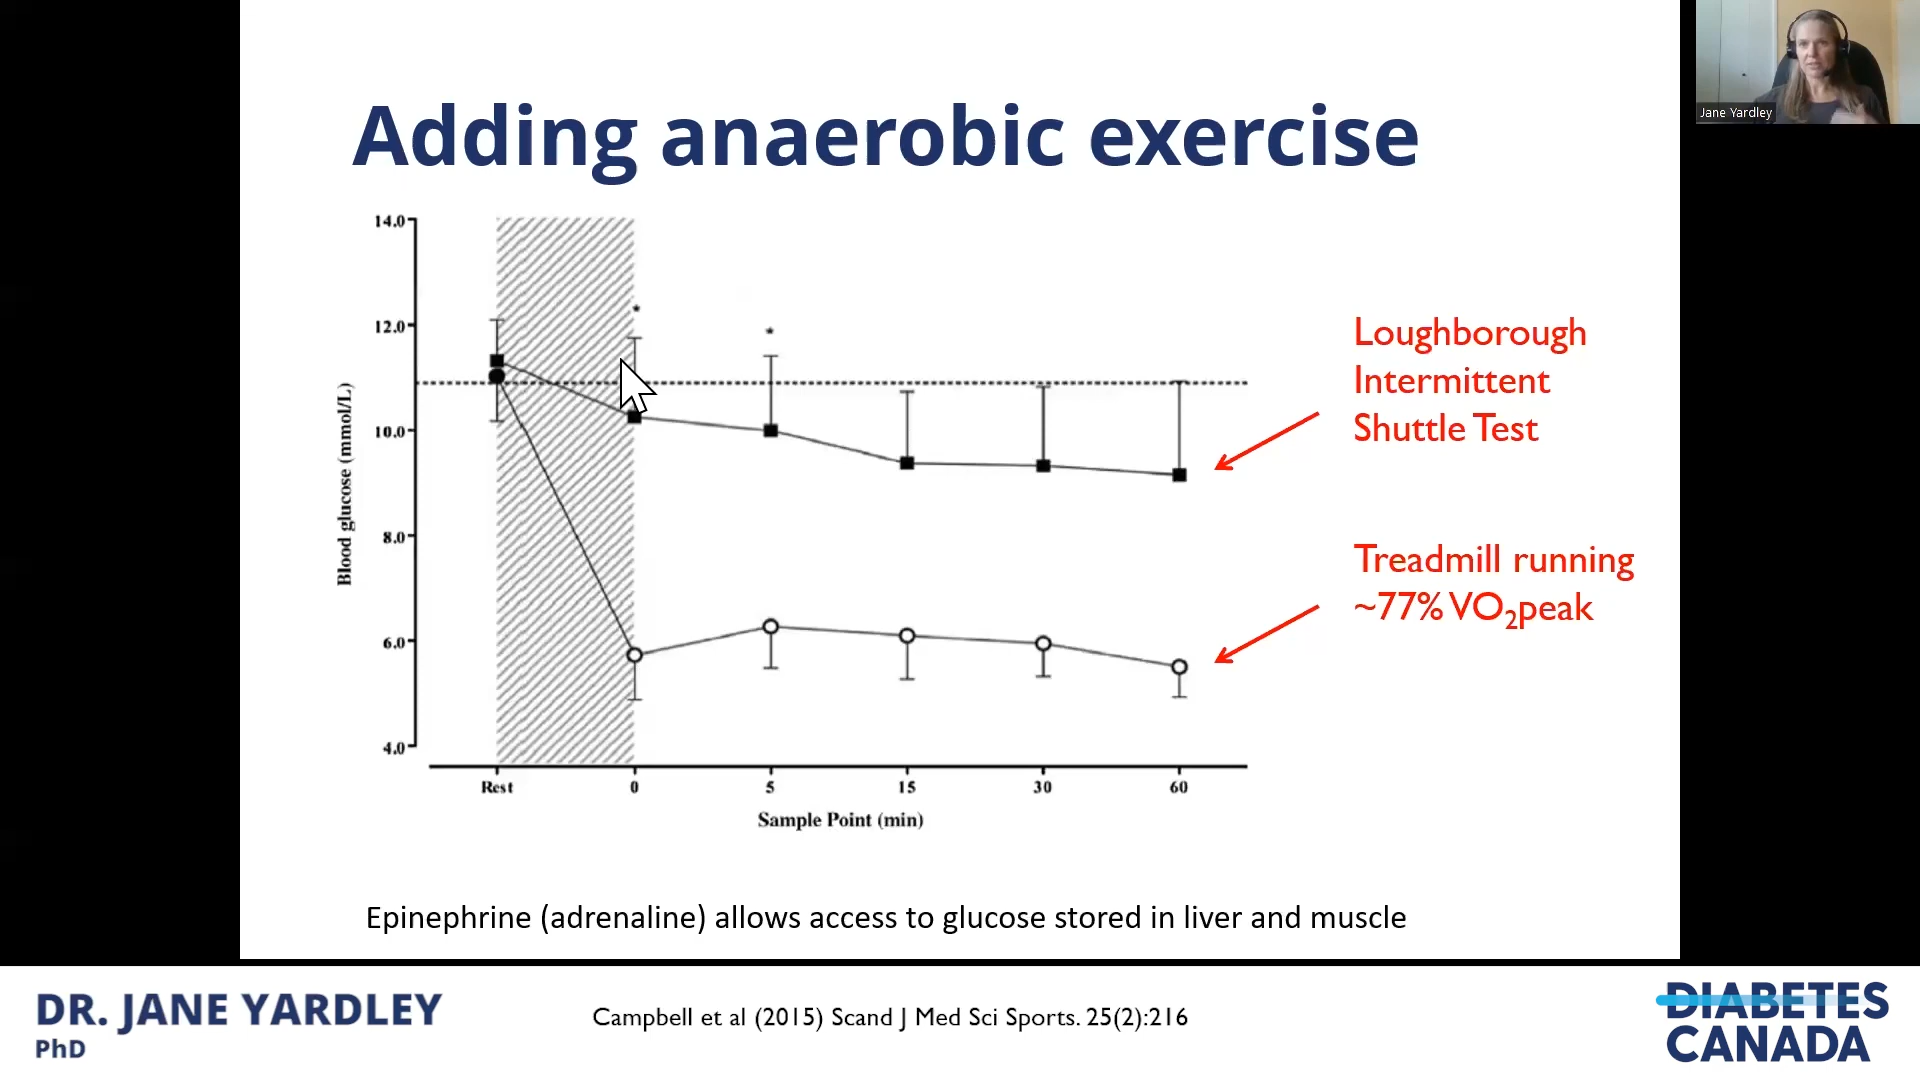 Jane Yardley
Adding anaerobic exercise
14.0
12.0
10.0
8.0
6.0
4.0
Blood glucose (mmol/L)
*
*
Rest 0 5 15 30 60
Sample Point (min)
Loughborough
Intermittent
Shuttle Test
Treadmill running
~77% VO₂peak
Epinephrine (adrenaline) allows access to glucose stored in liver and muscle
DR. JANE YARDLEY
PhD
Campbell et al (2015) Scand J Med Sci Sports. 25(2):216
DIABETES
CANADA